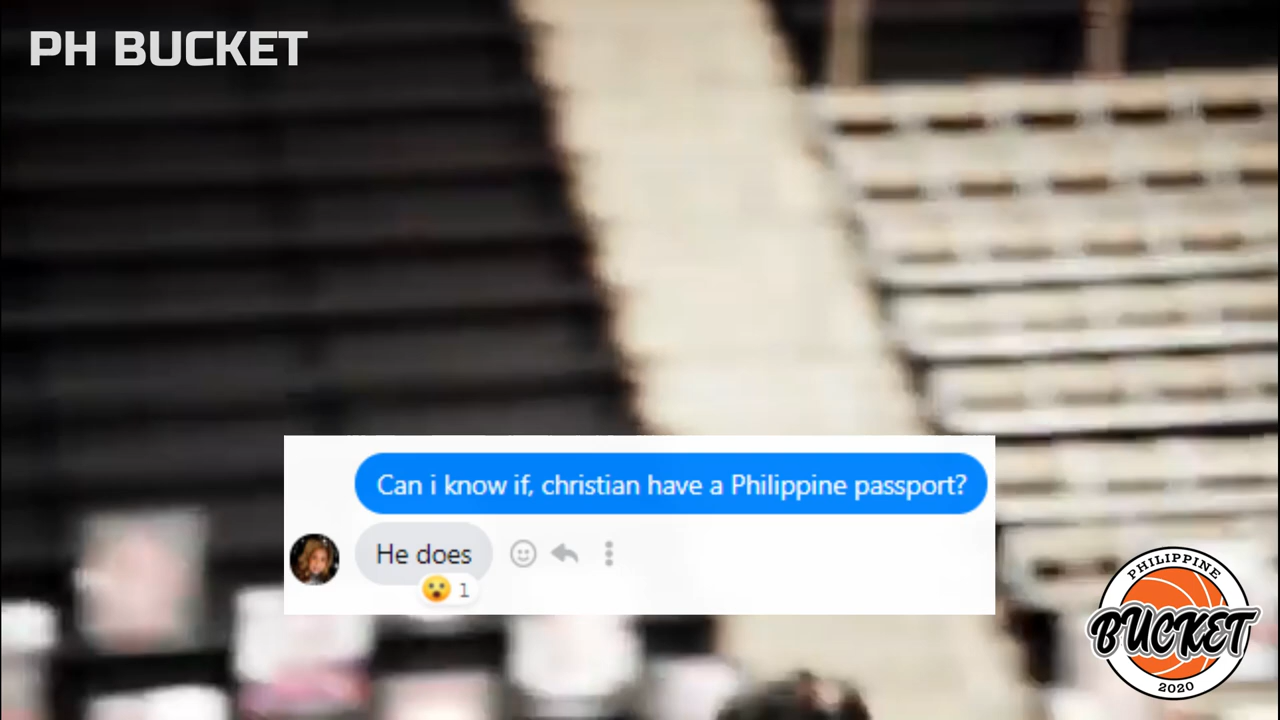 PH BUCKET
Can i know if, christian have a Philippine passport?
He does
1
PHILIPPINE
BUCKET
2020